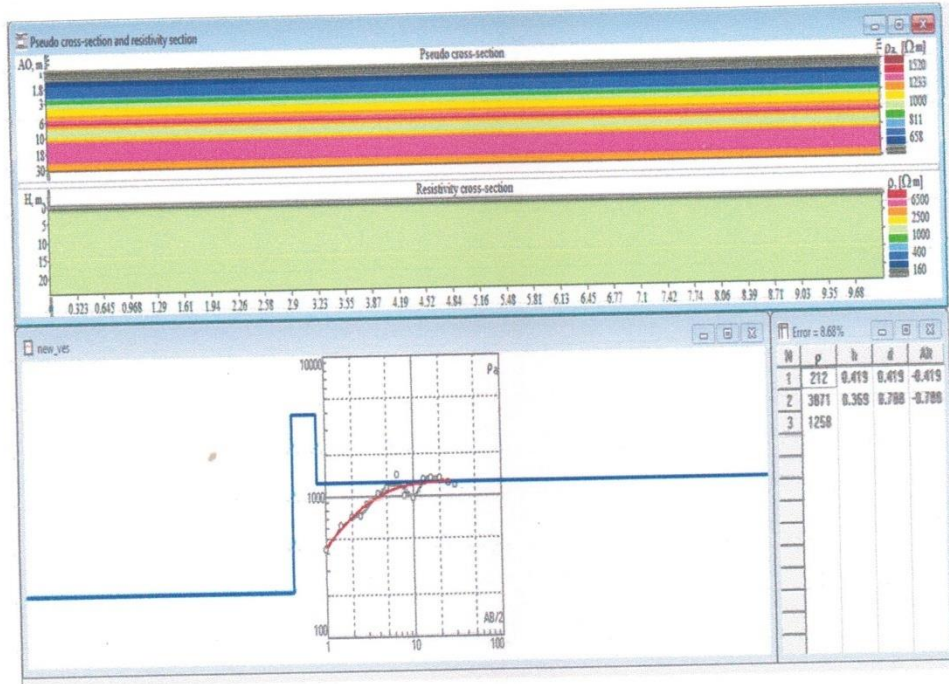 Pseudo cross-section and resistivity section
Pseudo cross-section
AO, m
1
1.8
3
6
10
18
30
ρa, [Ωm]
1520
1233
1000
811
658
Resistivity cross-section
H, m
0
5
10
15
20
ρ, [Ωm]
6500
2500
1000
400
160
0 0.323 0.645 0.968 1.29 1.61 1.94 2.26 2.58 2.9 3.23 3.55 3.87 4.19 4.52 4.84 5.16 5.48 5.81 6.13 6.45 6.77 7.1 7.42 7.74 8.06 8.39 8.71 9.03 9.35 9.68
new_ves
10000
ρa
1000
100
AB/2
1 10 100
Error = 8.68%
N ρ h d Alt
1 212 0.419 0.419 -0.419
2 3871 0.369 0.788 -0.788
3 1258